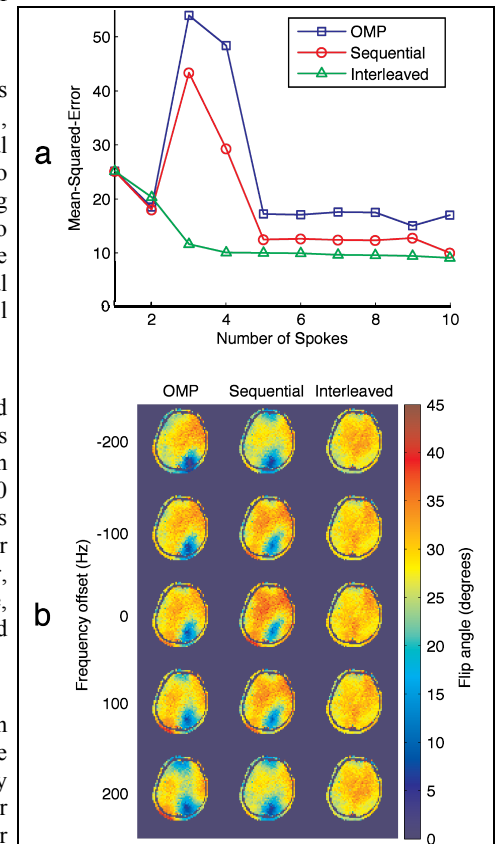 a
Mean-Squared-Error
50
40
30
20
10
0
2
4
6
8
10
Number of Spokes
OMP
Sequential
Interleaved
b
OMP
Sequential
Interleaved
Frequency offset (Hz)
-200
-100
0
100
200
45
40
35
30
25
20
15
10
5
0
Flip angle (degrees)